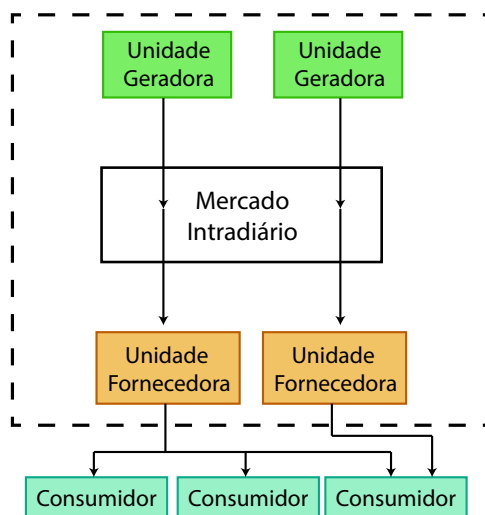 Unidade
Geradora
Unidade
Geradora
Mercado
Intradiário
Unidade
Fornecedora
Unidade
Fornecedora
Consumidor
Consumidor
Consumidor